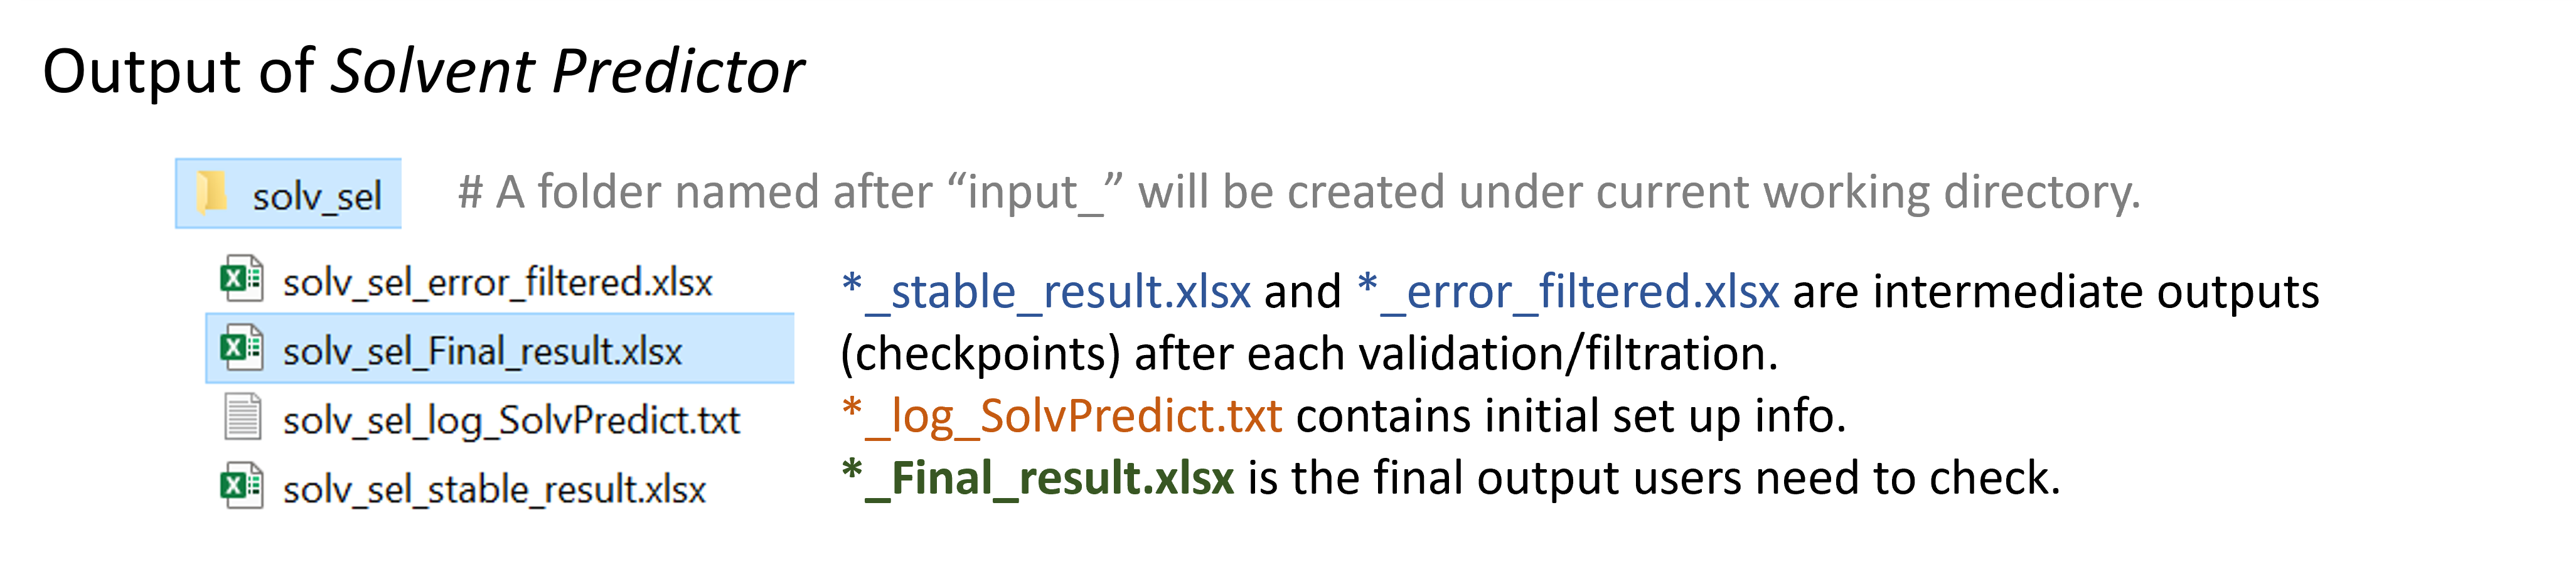 Output of Solvent Predictor
solv_sel
# A folder named after “input_” will be created under current working directory.
solv_sel_error_filtered.xlsx
solv_sel_Final_result.xlsx
solv_sel_log_SolvPredict.txt
solv_sel_stable_result.xlsx
*_stable_result.xlsx and *_error_filtered.xlsx are intermediate outputs
(checkpoints) after each validation/filtration.
*_log_SolvPredict.txt contains initial set up info.
*_Final_result.xlsx is the final output users need to check.